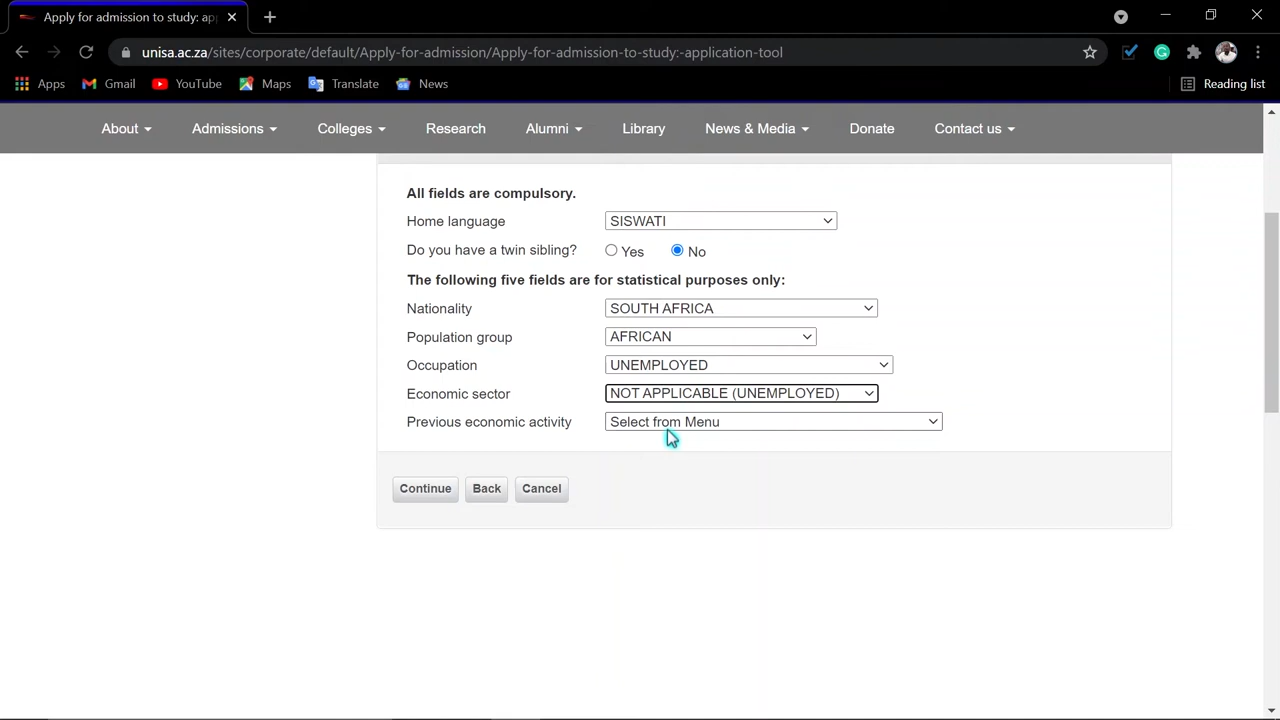 Apply for admission to study: ap
unisa.ac.za/sites/corporate/default/Apply-for-admission/Apply-for-admission-to-study:-application-tool
Apps Gmail YouTube Maps Translate News Reading list
About Admissions Colleges Research Alumni Library News & Media Donate Contact us
All fields are compulsory.
Home language SISWATI
Do you have a twin sibling? Yes No
The following five fields are for statistical purposes only:
Nationality SOUTH AFRICA
Population group AFRICAN
Occupation UNEMPLOYED
Economic sector NOT APPLICABLE (UNEMPLOYED)
Previous economic activity Select from Menu
Continue Back Cancel